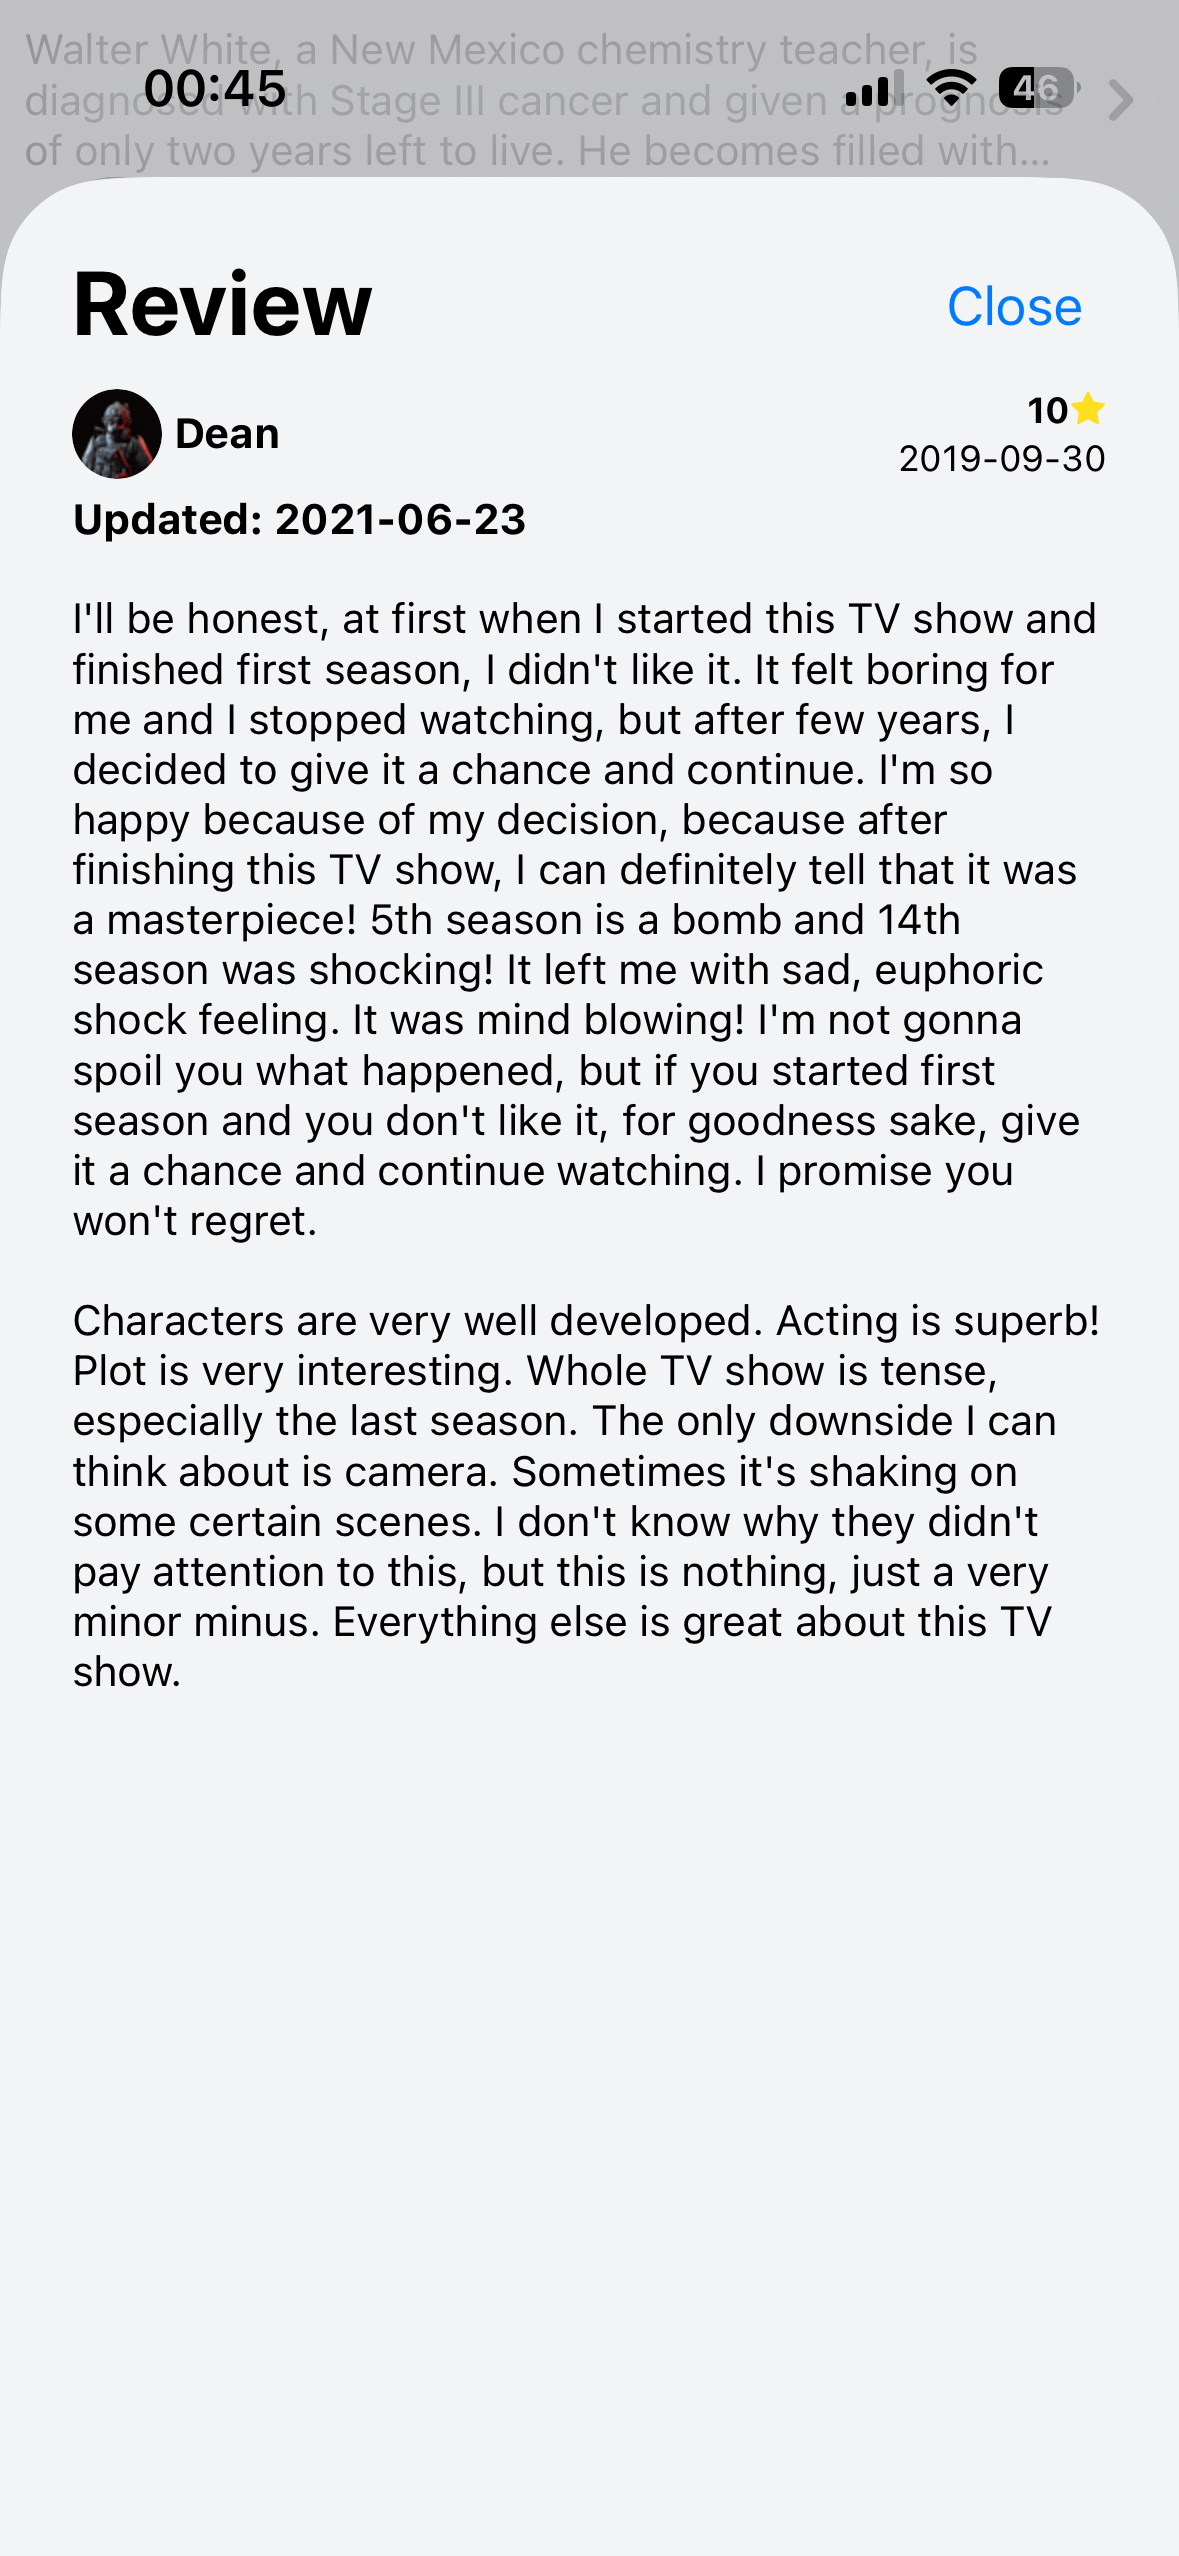 Walter White, a New Mexico chemistry teacher, is
diagnosed with Stage III cancer and given a prognosis
of only two years left to live. He becomes filled with...
00:45
46
Review
Close
Dean
10
2019-09-30
Updated: 2021-06-23
I'll be honest, at first when I started this TV show and
finished first season, I didn't like it. It felt boring for
me and I stopped watching, but after few years, I
decided to give it a chance and continue. I'm so
happy because of my decision, because after
finishing this TV show, I can definitely tell that it was
a masterpiece! 5th season is a bomb and 14th
season was shocking! It left me with sad, euphoric
shock feeling. It was mind blowing! I'm not gonna
spoil you what happened, but if you started first
season and you don't like it, for goodness sake, give
it a chance and continue watching. I promise you
won't regret.
Characters are very well developed. Acting is superb!
Plot is very interesting. Whole TV show is tense,
especially the last season. The only downside I can
think about is camera. Sometimes it's shaking on
some certain scenes. I don't know why they didn't
pay attention to this, but this is nothing, just a very
minor minus. Everything else is great about this TV
show.